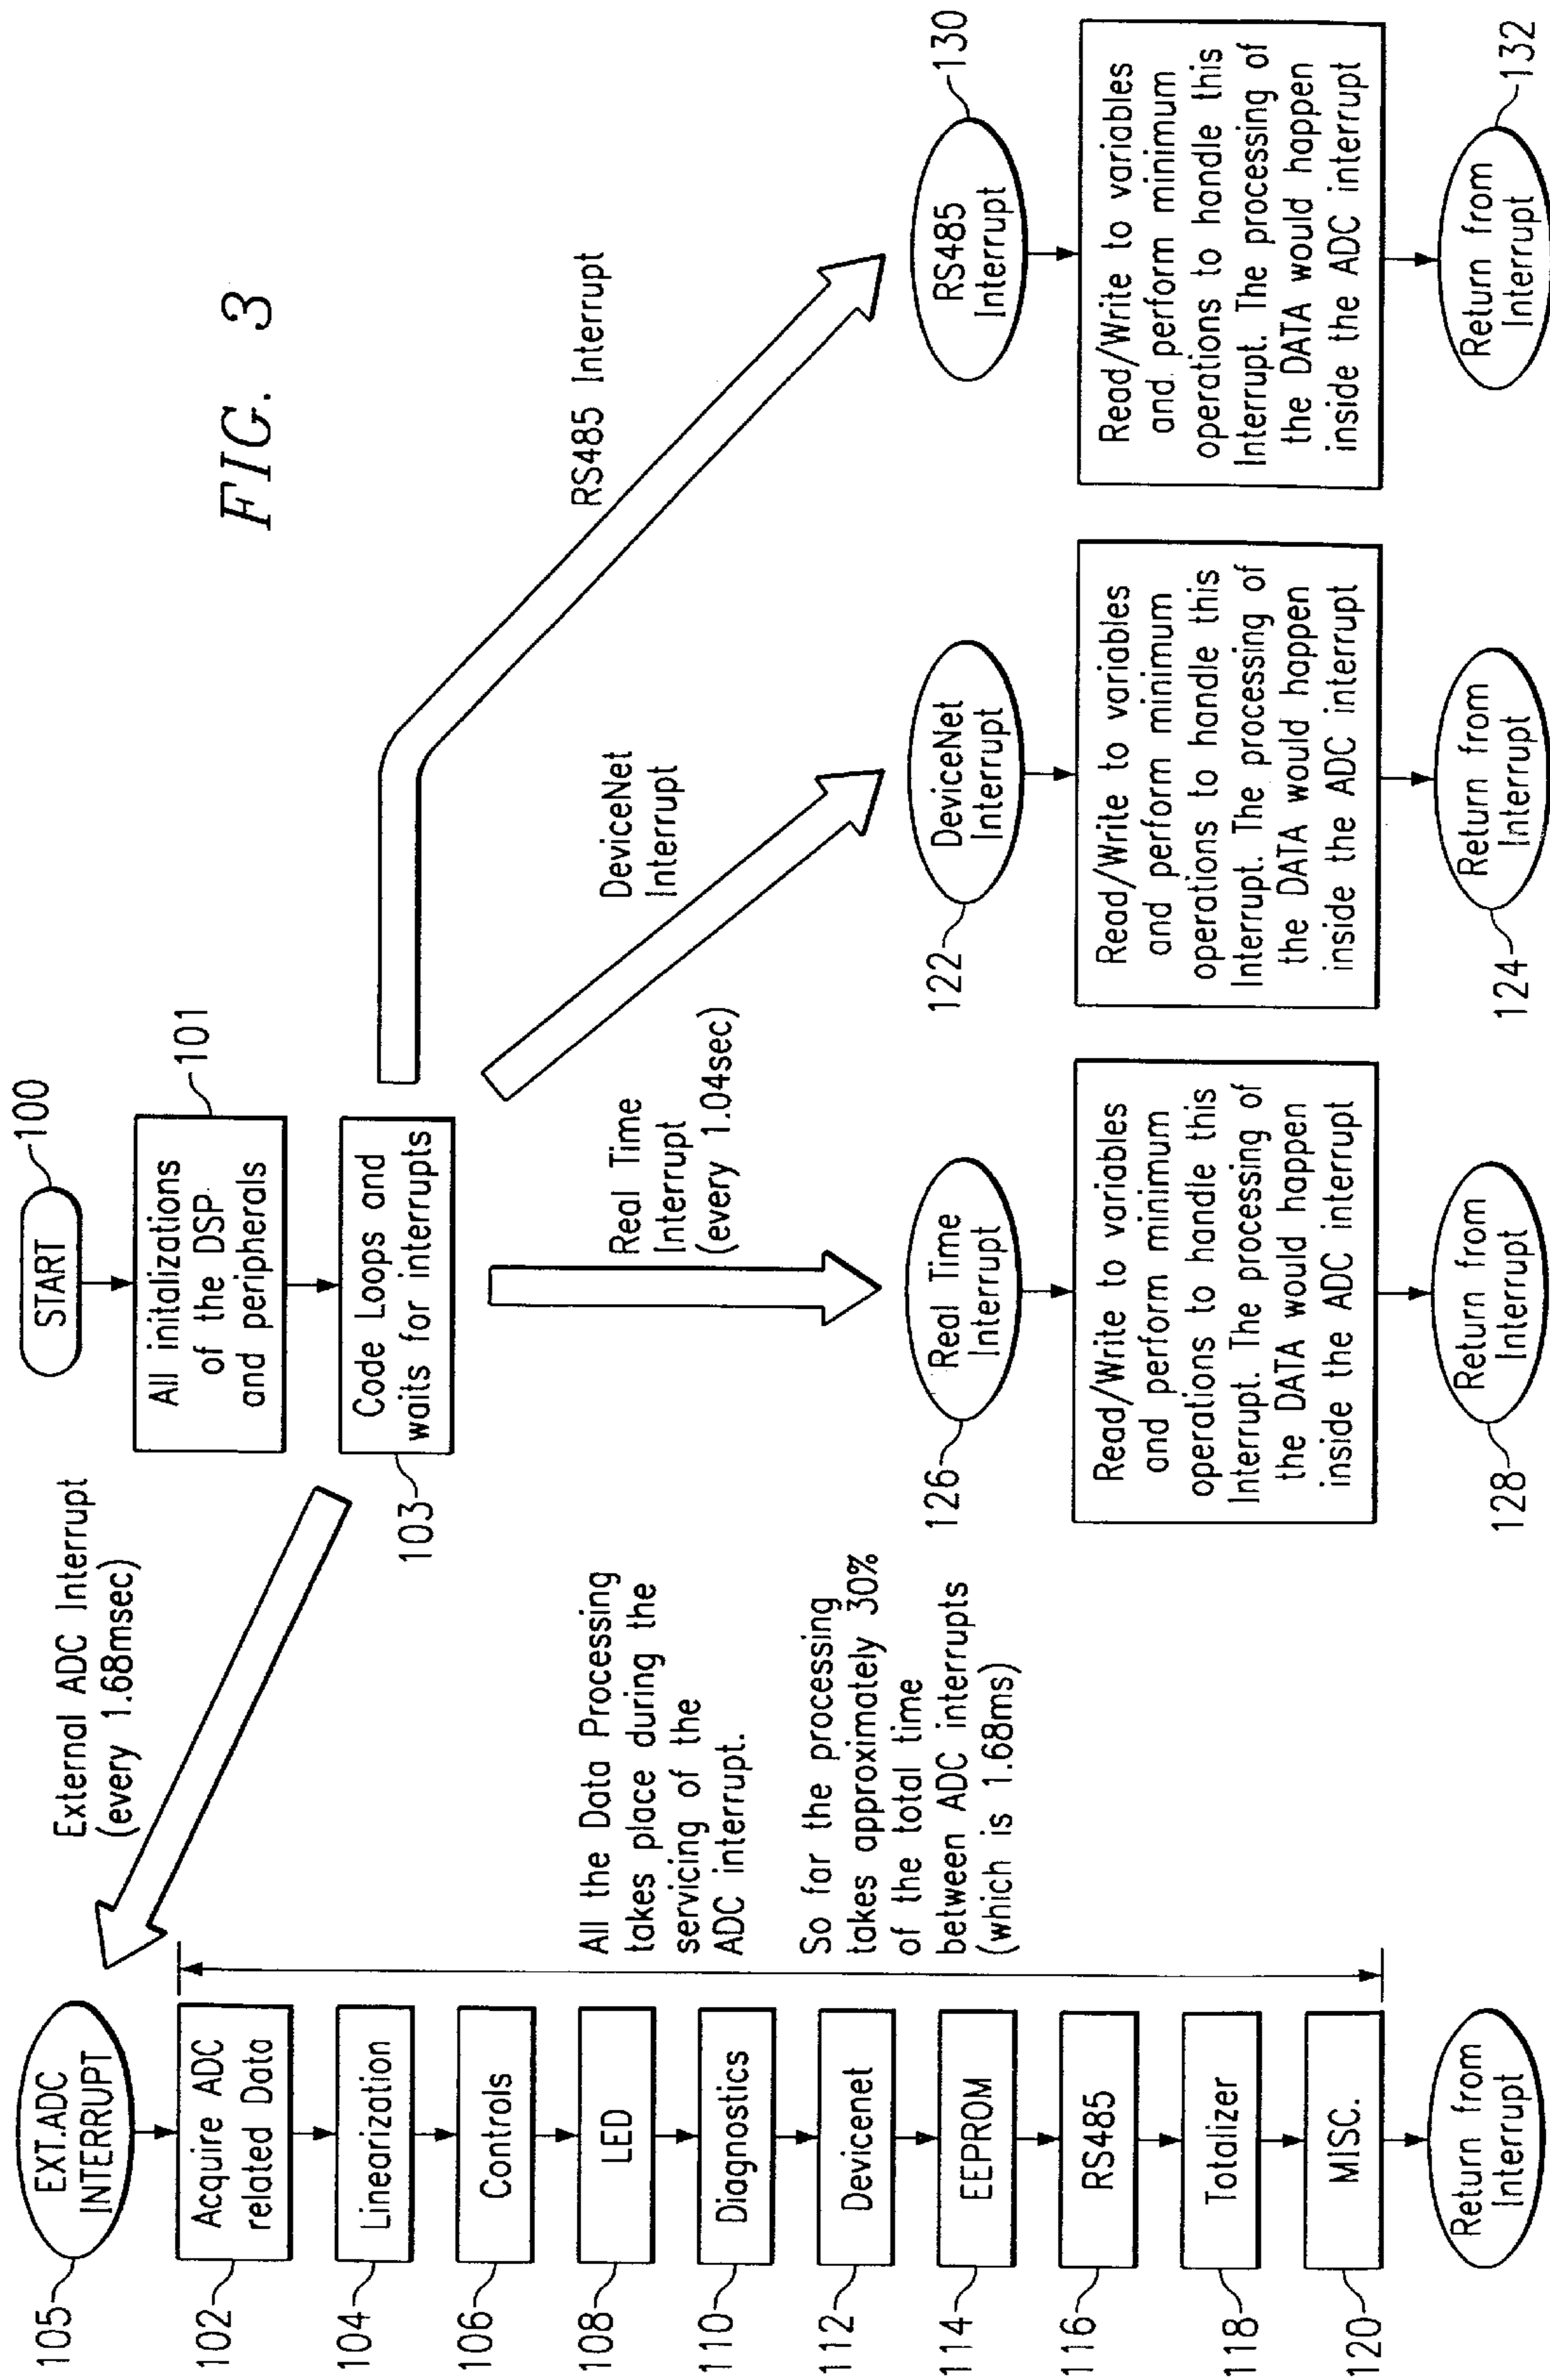 FIG. 3
START
100
All initalizations
of the DSP
and peripherals
101
Code Loops and
waits for interrupts
103
External ADC Interrupt
(every 1.68msec)
Real Time
Interrupt
(every 1.04sec)
DeviceNet
Interrupt
RS485 Interrupt
105
EXT.ADC
INTERRUPT
102
Acquire ADC
related Data
104
Linearization
106
Controls
108
LED
110
Diagnostics
112
Devicenet
114
EEPROM
116
RS485
118
Totalizer
120
MISC.
Return from
Interrupt
All the Data Processing
takes place during the
servicing of the
ADC interrupt.
So far the processing
takes approximately 30%
of the total time
between ADC interrupts
(which is 1.68ms)
126
Real Time
Interrupt
Read/Write to variables
and perform minimum
operations to handle this
Interrupt. The processing of
the DATA would happen
inside the ADC interrupt
128
Return from
Interrupt
122
DeviceNet
Interrupt
Read/Write to variables
and perform minimum
operations to handle this
Interrupt. The processing of
the DATA would happen
inside the ADC interrupt
124
Return from
Interrupt
130
RS485
Interrupt
Read/Write to variables
and perform minimum
operations to handle this
Interrupt. The processing of
the DATA would happen
inside the ADC interrupt
132
Return from
Interrupt